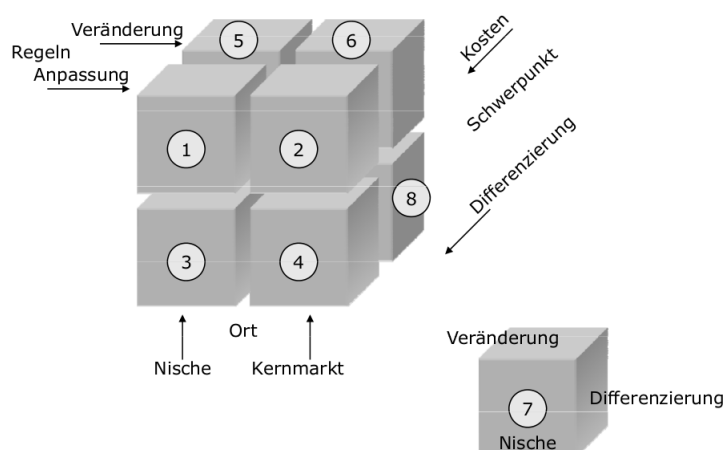 Veränderung
Regeln
Anpassung
5
6
Kosten
Schwerpunkt
Differenzierung
1
2
8
3
4
Ort
Nische
Kernmarkt
Veränderung
Differenzierung
7
Nische